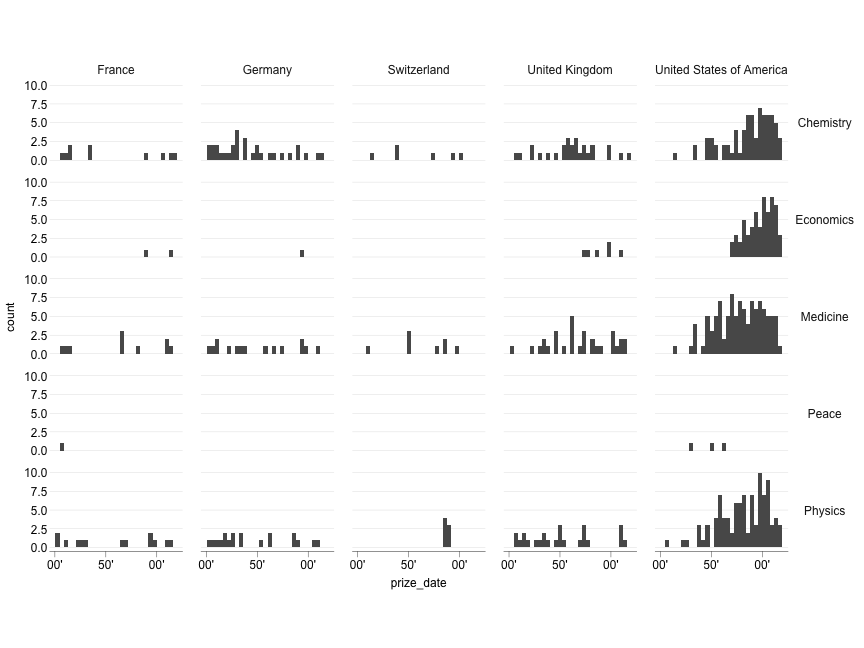 France Germany Switzerland United Kingdom United States of America
10.0
7.5
5.0 Chemistry
2.5
0.0
10.0
7.5
5.0 Economics
2.5
0.0
10.0
7.5
5.0 Medicine
2.5
0.0
10.0
7.5
5.0 Peace
2.5
0.0
10.0
7.5
5.0 Physics
2.5
0.0
count
00' 50' 00' 00' 50' 00' 00' 50' 00' 00' 50' 00' 00' 50' 00'
prize_date